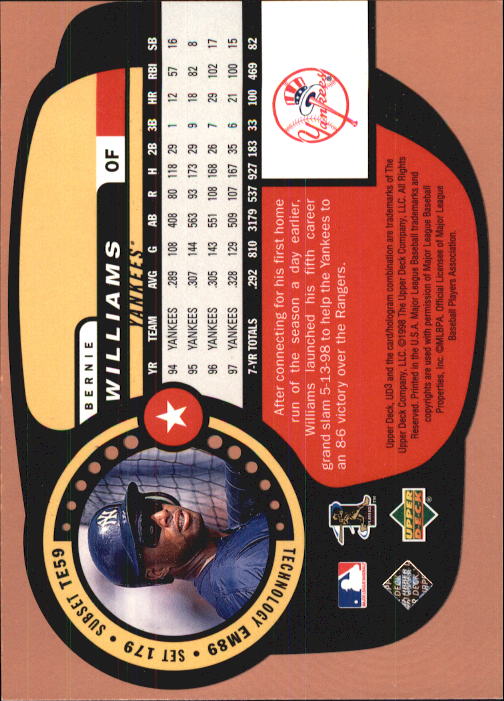 BERNIE
WILLIAMS
OF
YANKEES®
YR TEAM AVG G AB R H 2B 3B HR RBI SB
94 YANKEES .289 108 408 80 118 29 1 12 57 16
95 YANKEES .307 144 563 93 173 29 9 18 82 8
96 YANKEES .305 143 551 108 168 26 7 29 102 17
97 YANKEES .328 129 509 107 167 35 6 21 100 15
7-YR TOTALS .292 810 3179 537 927 183 33 100 469 82
Yankees
After connecting for his first home
run of the season a day earlier,
Williams launched his fifth career
grand slam 5-13-98 to help the Yankees to
an 8-6 victory over the Rangers.
Upper Deck, UD3 and the card/hologram combination are trademarks of The
Upper Deck Company, LLC. ©1998 The Upper Deck Company, LLC. All Rights
Reserved. Printed in the U.S.A. Major League Baseball trademarks and
copyrights are used with permission of Major League Baseball
Properties, Inc. ©MLBPA. Official Licensee of Major League
Baseball Players Association.
SUBSET TE59 • SET 179 • TECHNOLOGY EM89
NY
UPPER
DECK